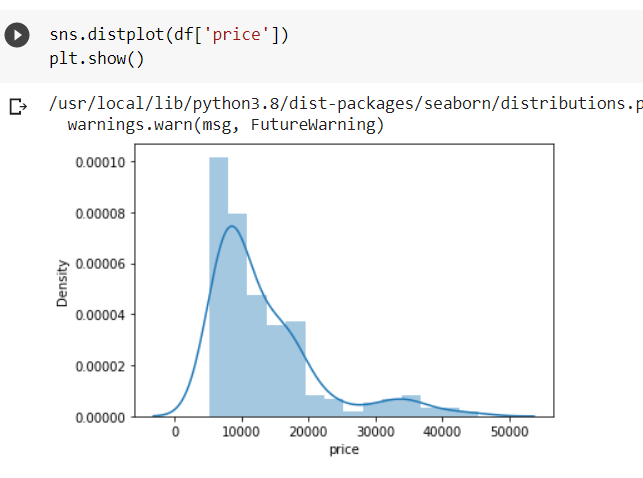 sns.distplot(df['price'])
plt.show()
/usr/local/lib/python3.8/dist-packages/seaborn/distributions.p
warnings.warn(msg, FutureWarning)
0.00010
0.00008
0.00006
0.00004
0.00002
0.00000
Density
0 10000 20000 30000 40000 50000
price